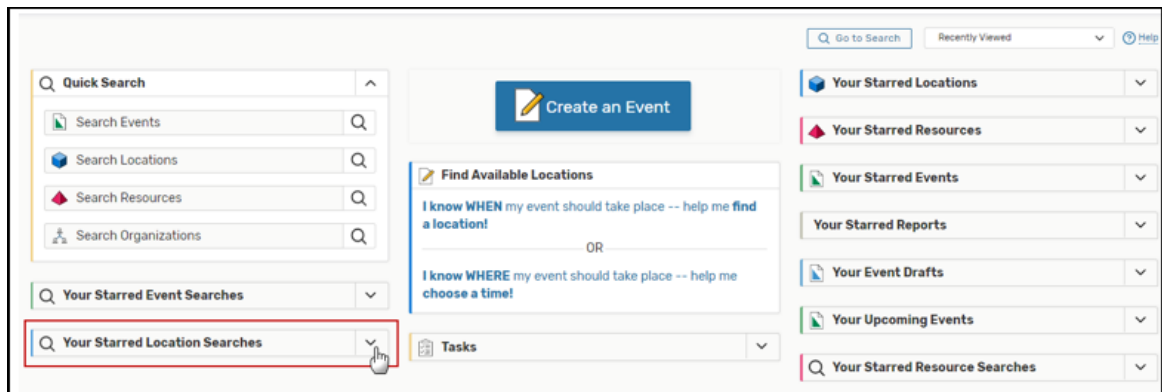 Go to Search
Recently Viewed
Help
Quick Search
Search Events
Search Locations
Search Resources
Search Organizations
Your Starred Event Searches
Your Starred Location Searches
Create an Event
Find Available Locations
I know WHEN my event should take place -- help me find
a location!
OR
I know WHERE my event should take place -- help me
choose a time!
Tasks
Your Starred Locations
Your Starred Resources
Your Starred Events
Your Starred Reports
Your Event Drafts
Your Upcoming Events
Your Starred Resource Searches